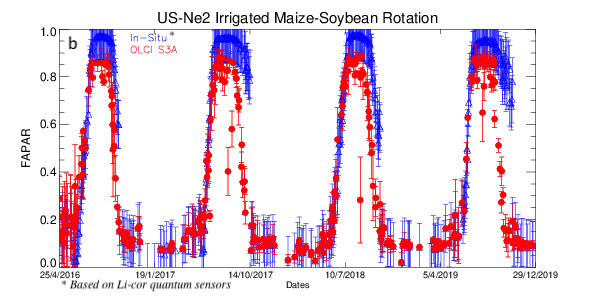 US-Ne2 Irrigated Maize-Soybean Rotation
b
In-Situ *
OLCI S3A
FAPAR
1.0
0.8
0.6
0.4
0.2
0.0
25/4/2016 19/1/2017 14/10/2017 10/7/2018 5/4/2019 29/12/2019
Dates
* Based on Li-cor quantum sensors